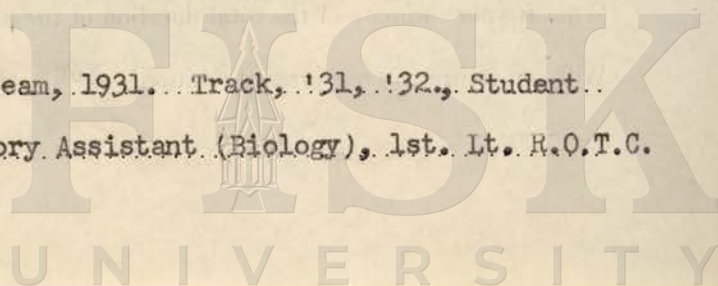 FISK
eam, 1931. Track, '31, '32., Student
ory Assistant (Biology), 1st. Lt. R.O.T.C.
UNIVERSITY